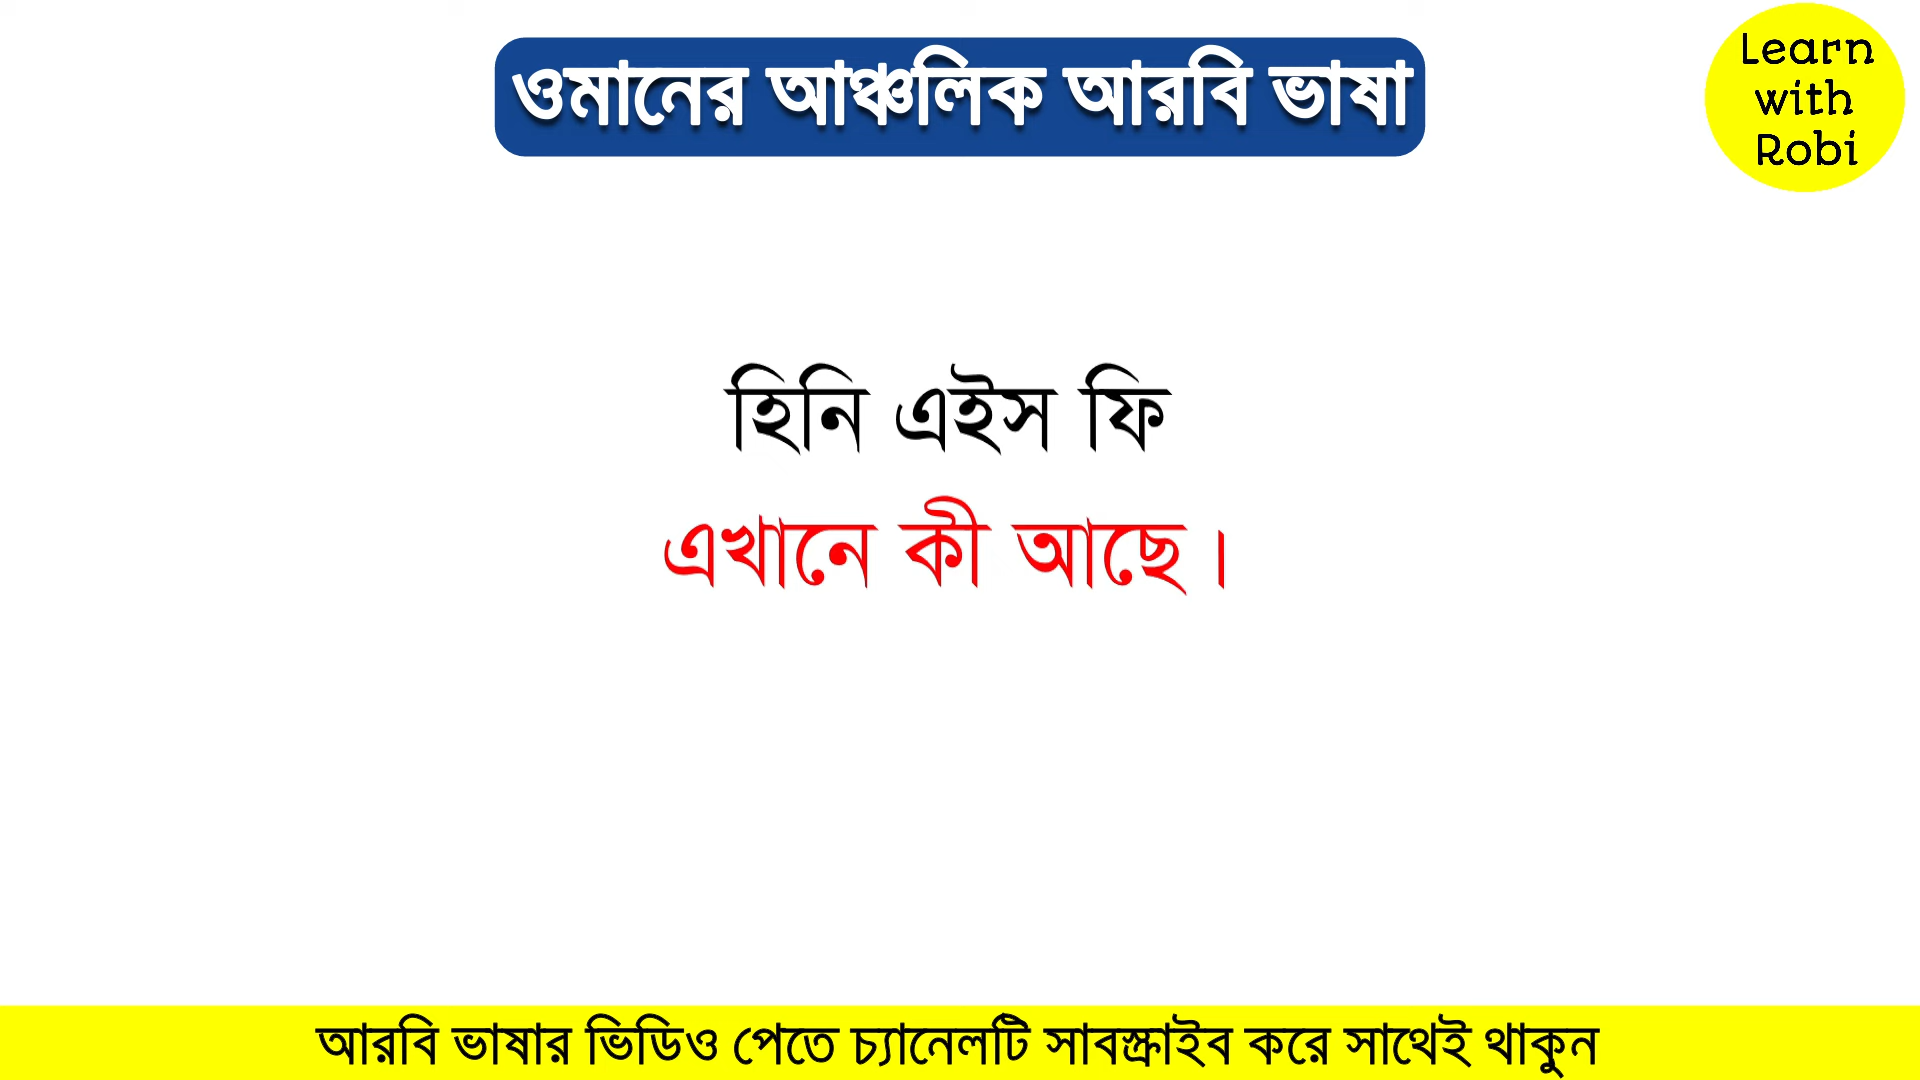 ওমানের আঞ্চলিক আরবি ভাষা
Learn
with
Robi
হিনি এইস ফি
এখানে কী আছে।
আরবি ভাষার ভিডিও পেতে চ্যানেলটি সাবস্ক্রাইব করে সাথেই থাকুন